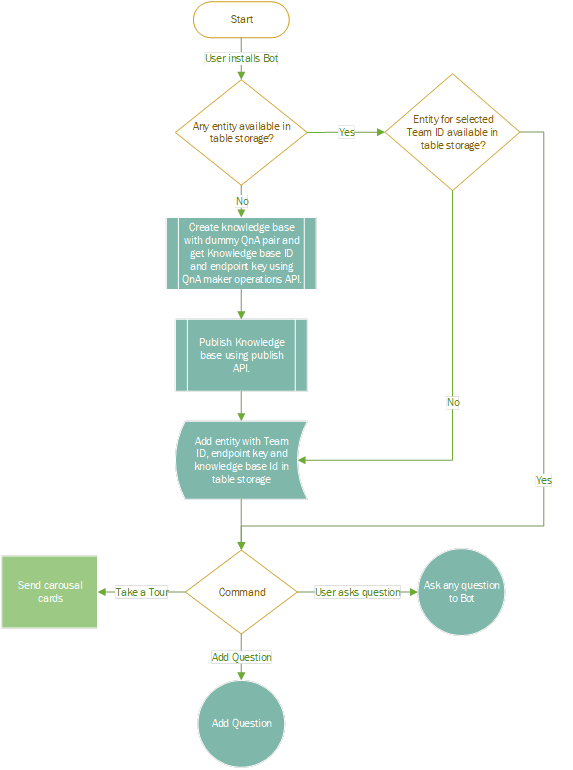 Start
User installs Bot
Any entity available in
table storage?
Yes
Entity for selected
Team ID available in
table storage?
No
Create knowledge base
with dummy QnA pair and
get Knowledge base ID
and endpoint key using
QnA maker operations API.
Publish Knowledge
base using publish
API.
No
Add entity with Team
ID, endpoint key and
knowledge base Id in
table storage
Yes
Send carousal
cards
Take a Tour
Command
User asks question
Ask any question
to Bot
Add Question
Add Question